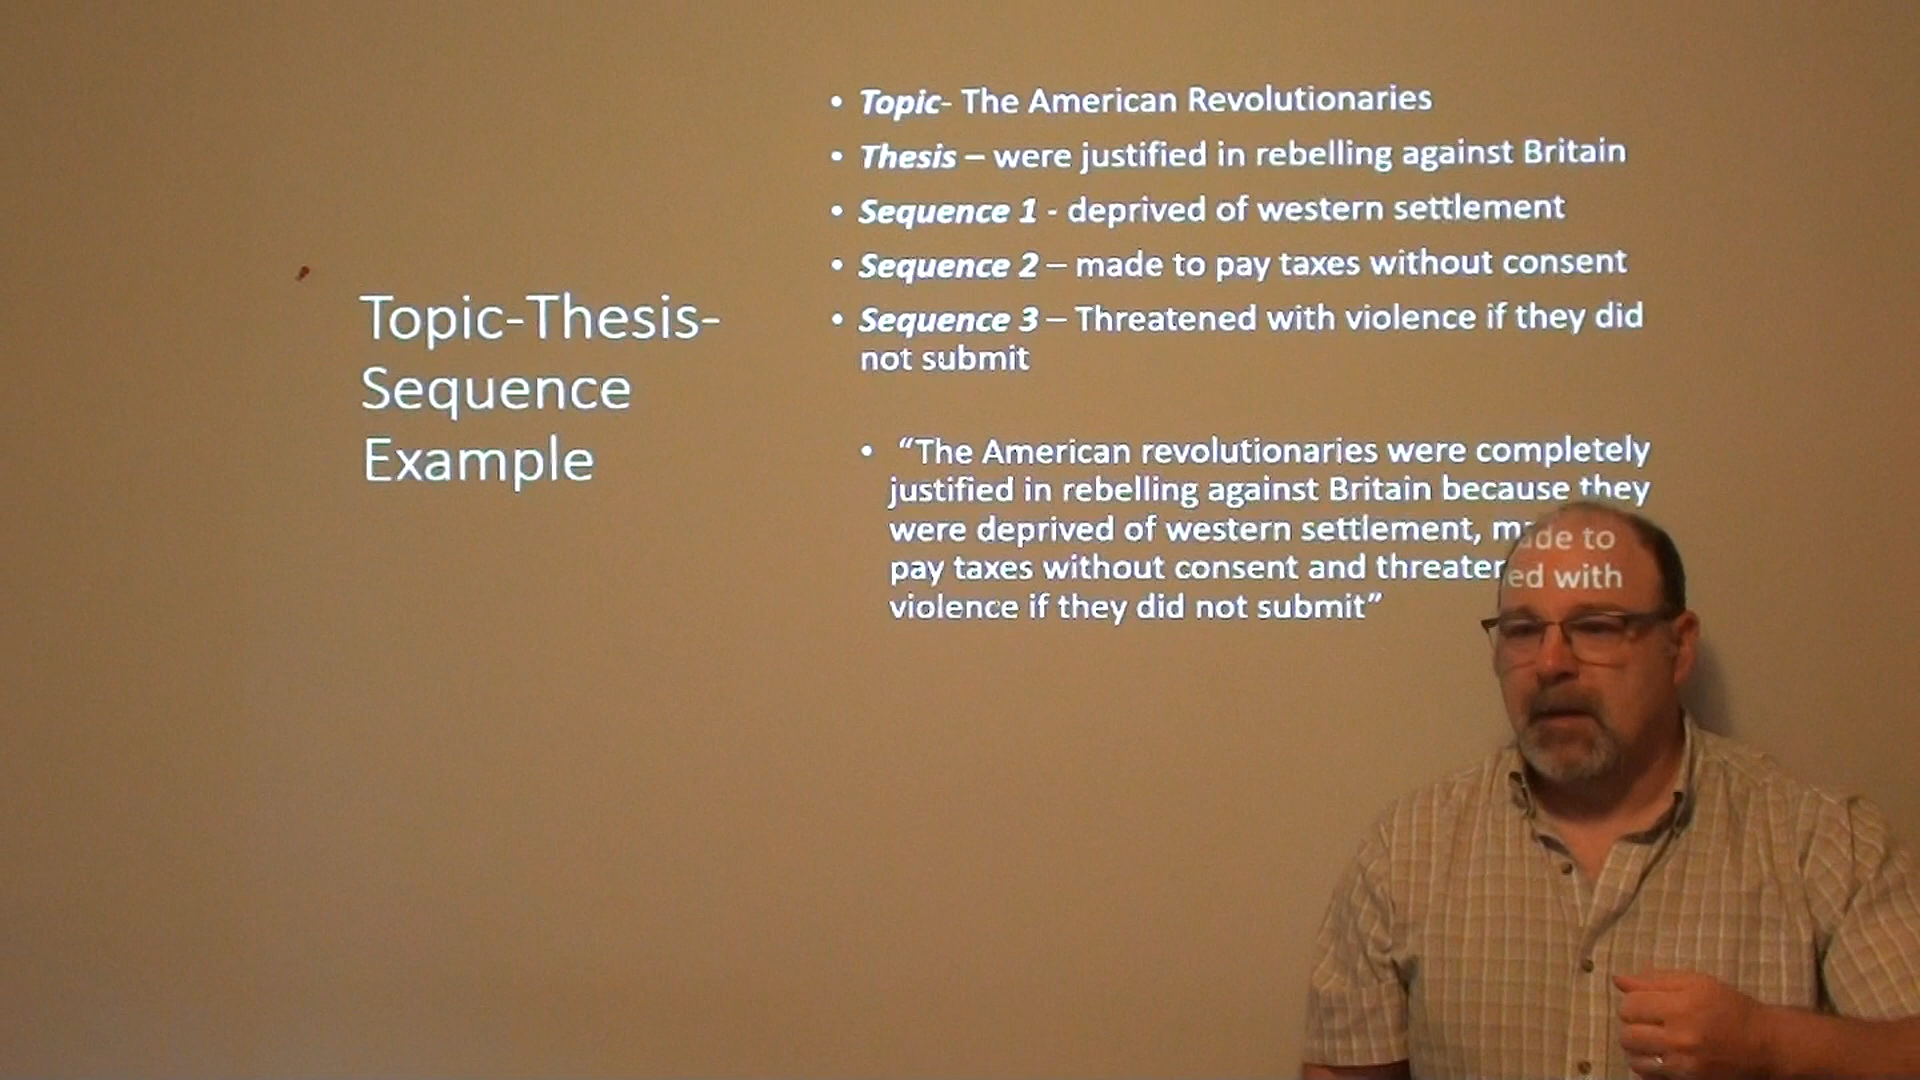 Topic-Thesis-
Sequence
Example
• Topic- The American Revolutionaries
• Thesis – were justified in rebelling against Britain
• Sequence 1 - deprived of western settlement
• Sequence 2 – made to pay taxes without consent
• Sequence 3 – Threatened with violence if they did
not submit
• “The American revolutionaries were completely
justified in rebelling against Britain because they
were deprived of western settlement, made to
pay taxes without consent and threatened with
violence if they did not submit”